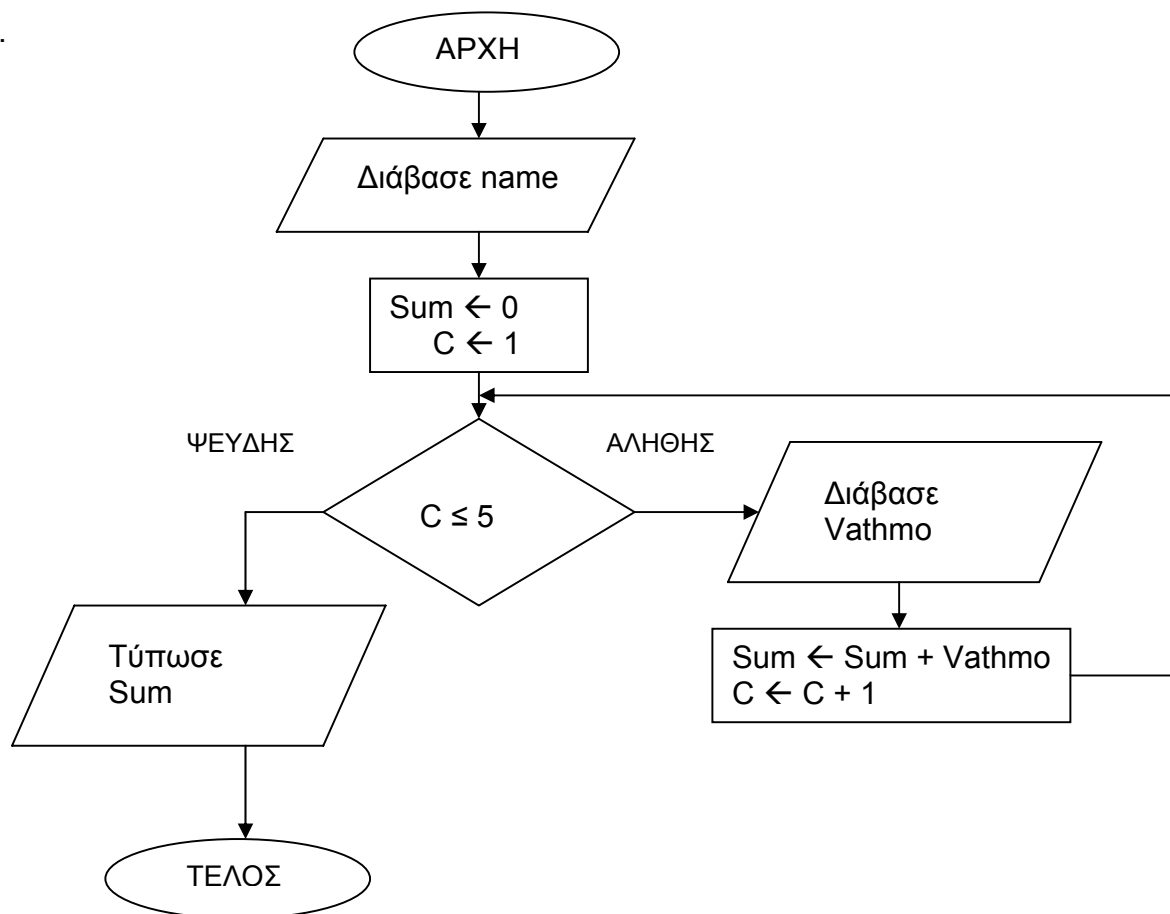 .
ΑΡΧΗ
Διάβασε name
Sum ← 0
C ← 1
ΨΕΥΔΗΣ
ΑΛΗΘΗΣ
C ≤ 5
Διάβασε
Vathmo
Τύπωσε
Sum
Sum ← Sum + Vathmo
C ← C + 1
ΤΕΛΟΣ